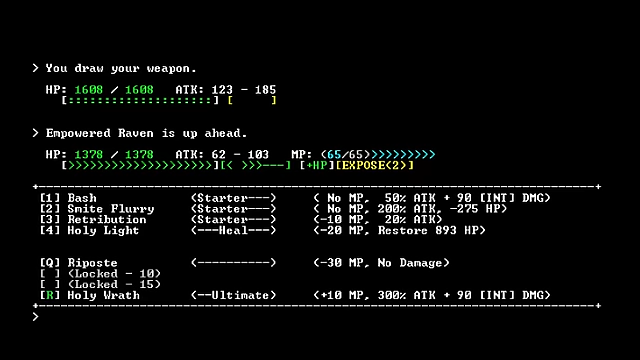 > You draw your weapon.
HP: 1608 / 1608 ATK: 123 - 185
[::::::::::::::::::::] [ ]
> Empowered Raven is up ahead.
HP: 1378 / 1378 ATK: 62 - 103 MP: <65/65>>>>>>>>>>>
[>>>>>>>>>>>>>>>>>>>>][< >>>---] [+HP][EXPOSE<2>]
[1] Bash <Starter---> < No MP, 50% ATK + 90 [INT] DMG>
[2] Smite Flurry <Starter---> < No MP, 200% ATK, -275 HP>
[3] Retribution <Starter---> <-10 MP, 20% ATK>
[4] Holy Light <---Heal---> <-20 MP, Restore 893 HP>
[Q] Riposte <----------> <-30 MP, No Damage>
[ ] <Locked - 10>
[ ] <Locked - 15>
[R] Holy Wrath <--Ultimate> <+10 MP, 300% ATK + 90 [INT] DMG>
>